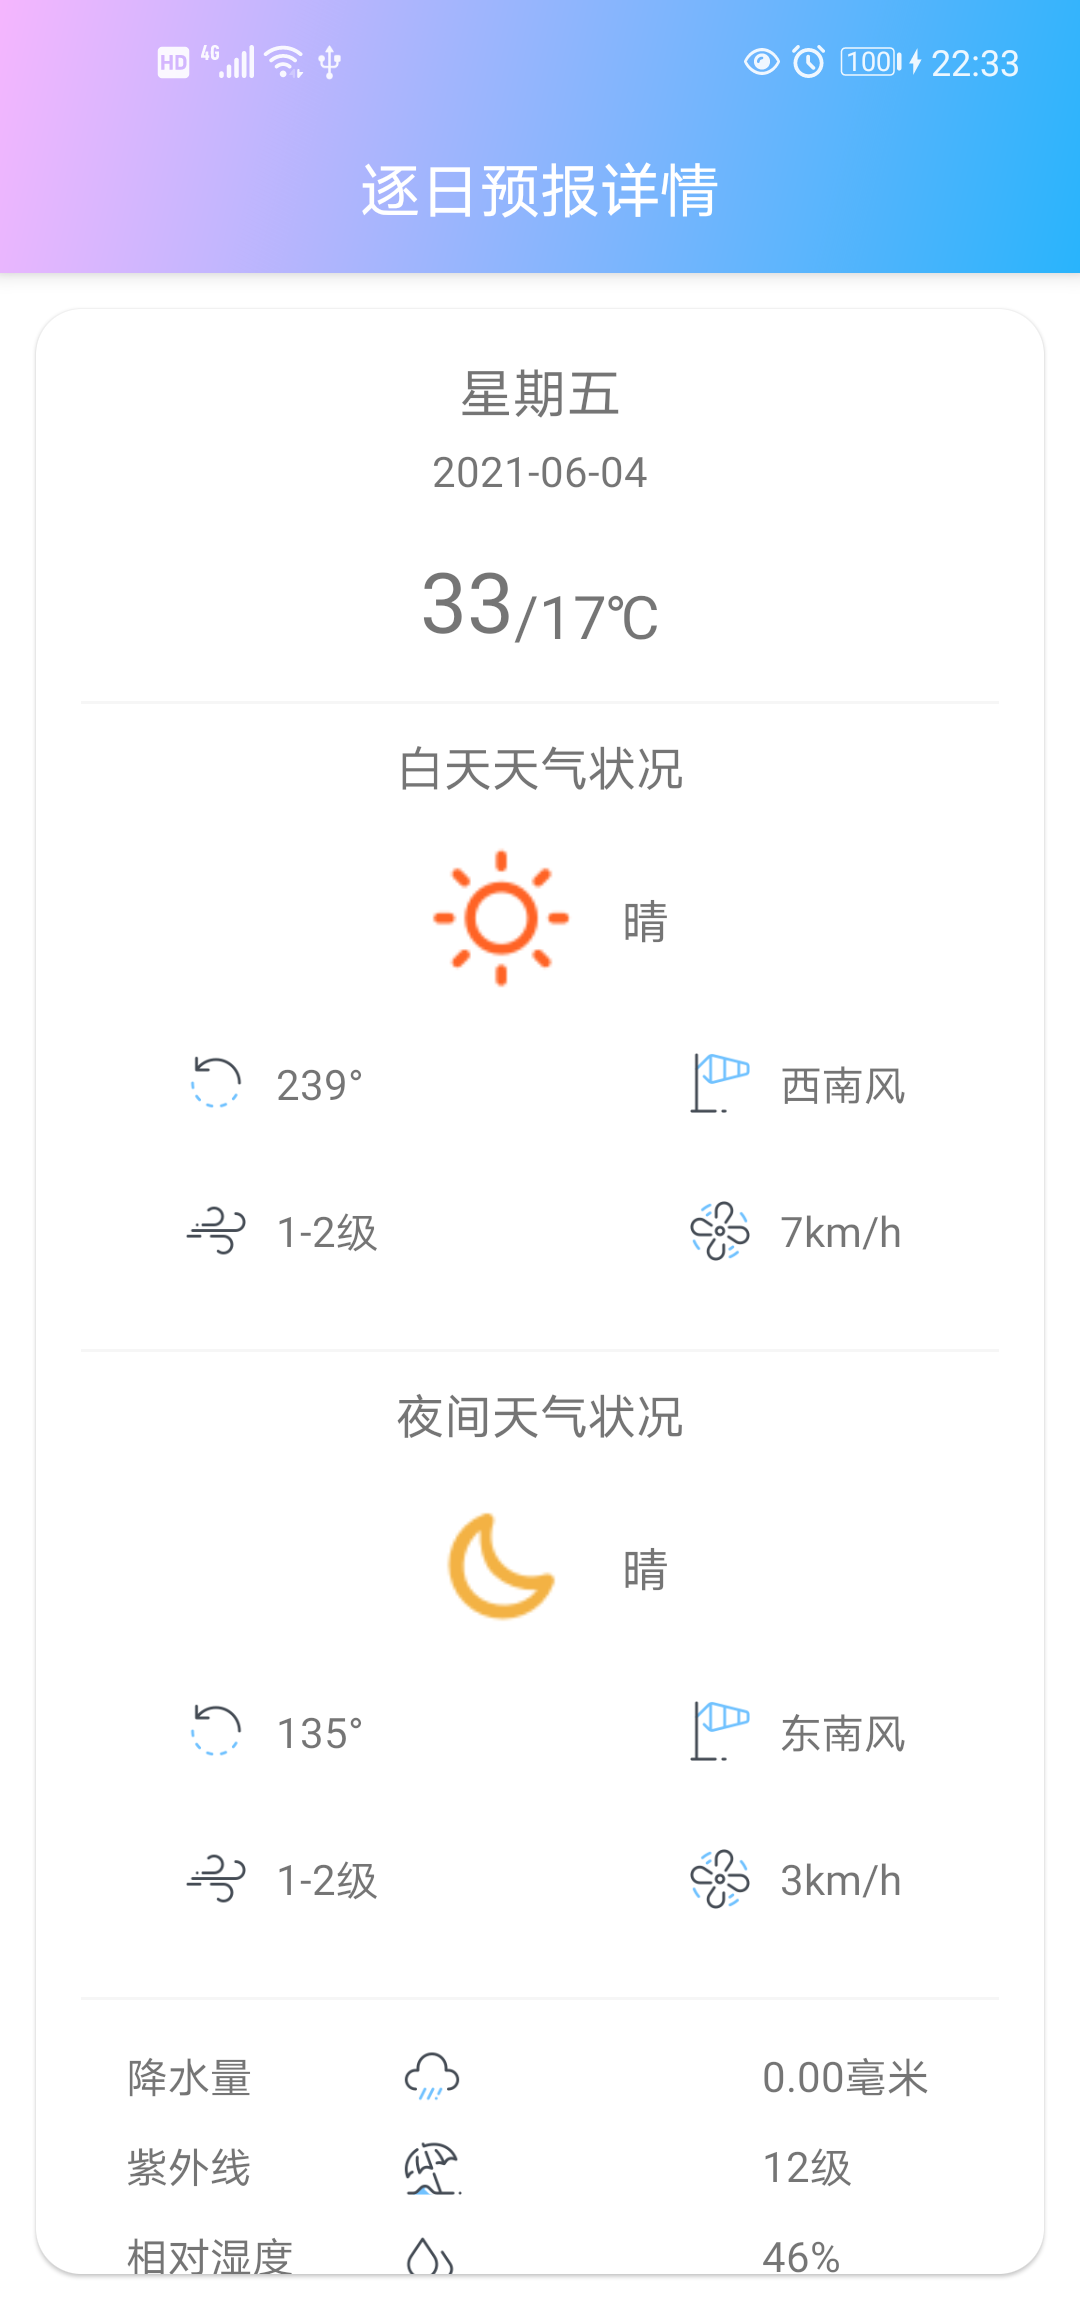 HD 4G 100 22:33
逐日预报详情
星期五
2021-06-04
33/17℃
白天天气状况
晴
239° 西南风
1-2级 7km/h
夜间天气状况
晴
135° 东南风
1-2级 3km/h
降水量 0.00毫米
紫外线 12级
相对湿度 46%